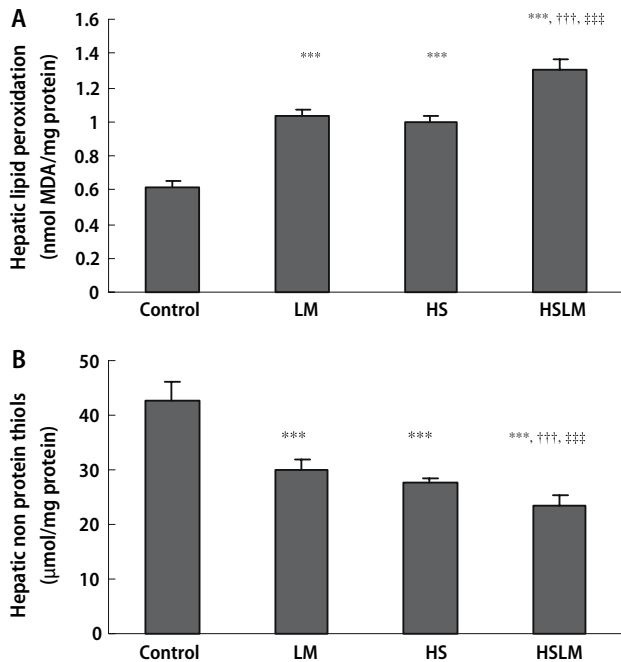 A
Hepatic lipid peroxidation
(nmol MDA/mg protein)
1.6
1.4
1.2
1
0.8
0.6
0.4
0.2
0
***
***
***, †††, ‡‡‡
Control LM HS HSLM
B
Hepatic non protein thiols
(µmol/mg protein)
50
40
30
20
10
0
***
***
***, †††, ‡‡‡
Control LM HS HSLM